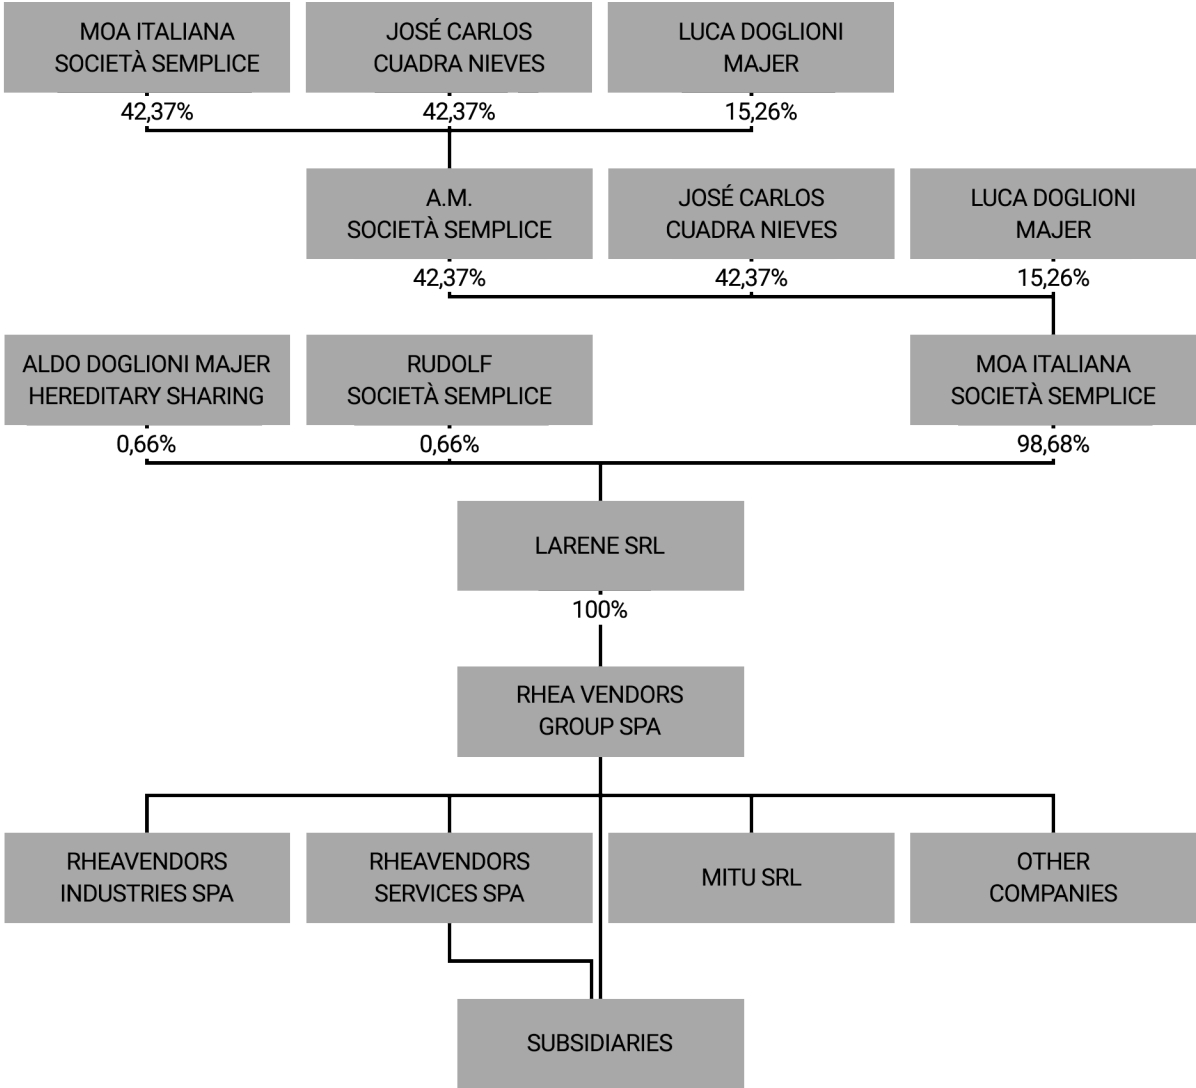 MOA ITALIANA
SOCIETÀ SEMPLICE
JOSÉ CARLOS
CUADRA NIEVES
LUCA DOGLIONI
MAJER
42,37%
42,37%
15,26%
A.M.
SOCIETÀ SEMPLICE
JOSÉ CARLOS
CUADRA NIEVES
LUCA DOGLIONI
MAJER
42,37%
42,37%
15,26%
ALDO DOGLIONI MAJER
HEREDITARY SHARING
RUDOLF
SOCIETÀ SEMPLICE
MOA ITALIANA
SOCIETÀ SEMPLICE
0,66%
0,66%
98,68%
LARENE SRL
100%
RHEA VENDORS
GROUP SPA
RHEAVENDORS
INDUSTRIES SPA
RHEAVENDORS
SERVICES SPA
MITU SRL
OTHER
COMPANIES
SUBSIDIARIES